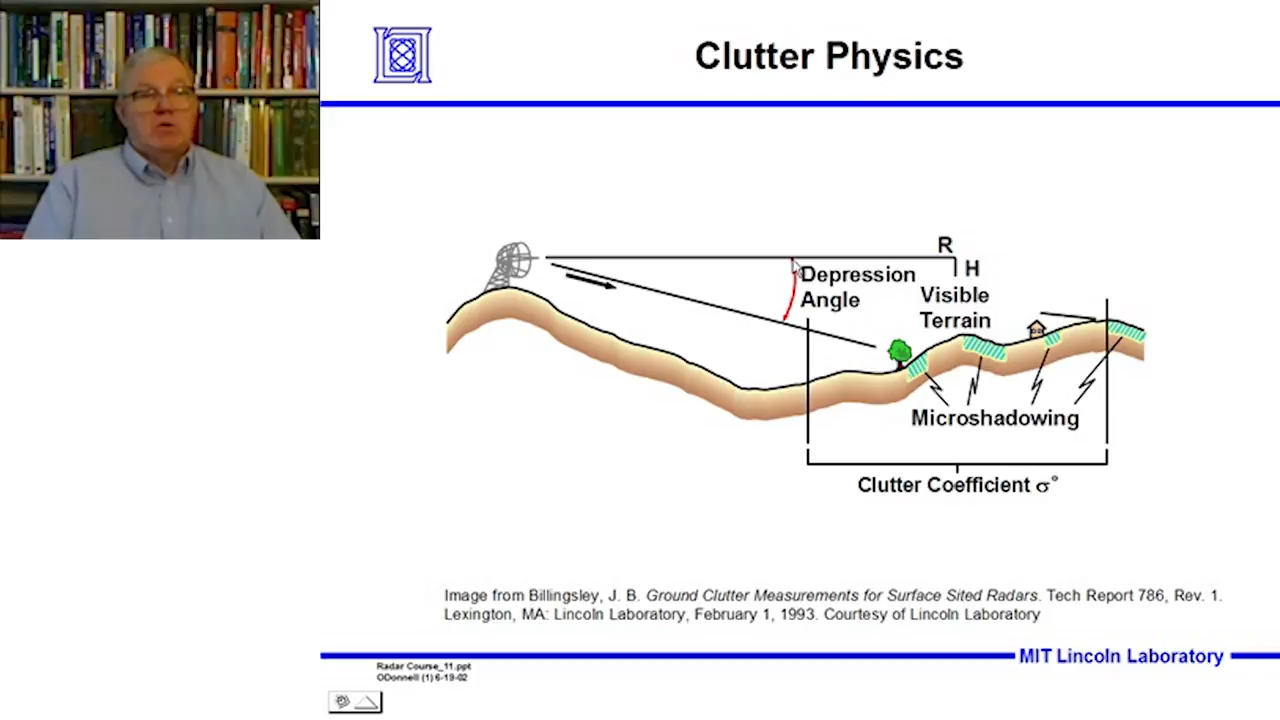 Clutter Physics
R
H
Depression
Angle
Visible
Terrain
Microshadowing
Clutter Coefficient σ°
Image from Billingsley, J. B. Ground Clutter Measurements for Surface Sited Radars. Tech Report 786, Rev. 1.
Lexington, MA: Lincoln Laboratory, February 1, 1993. Courtesy of Lincoln Laboratory
MIT Lincoln Laboratory
Radar Course_11.ppt
ODonnell (1) 6-19-02